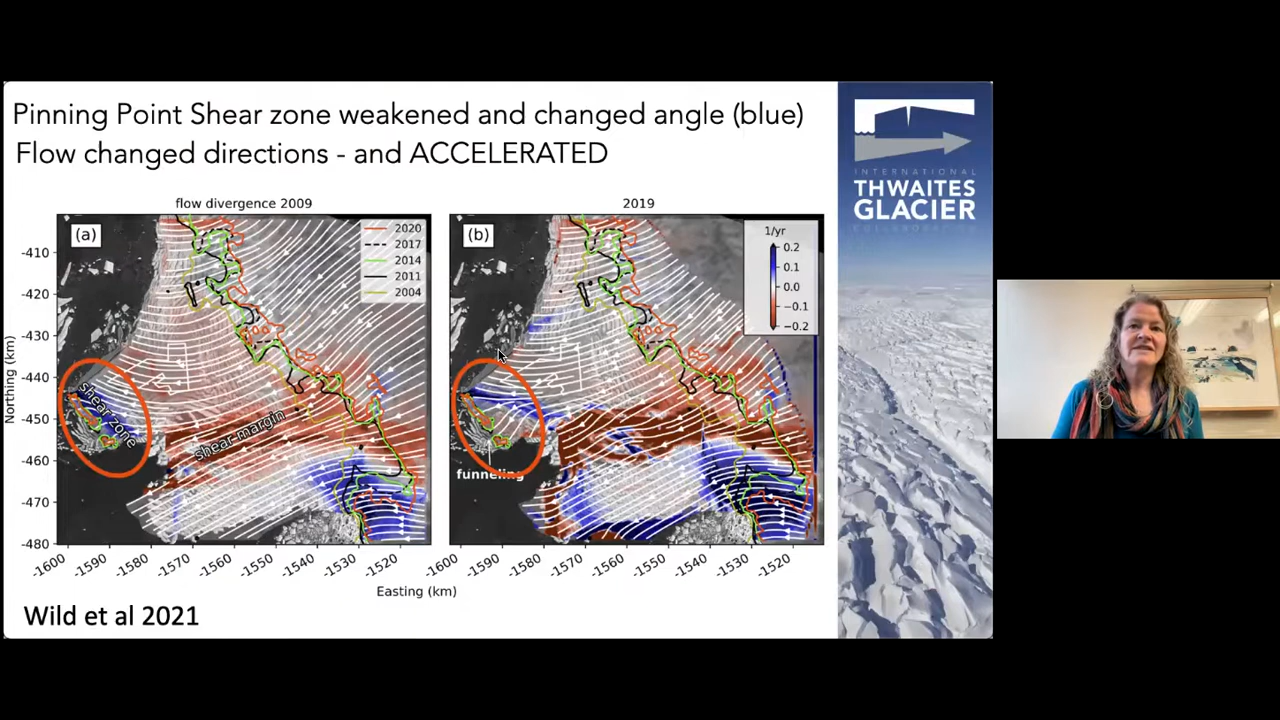 Pinning Point Shear zone weakened and changed angle (blue)
Flow changed directions - and ACCELERATED
flow divergence 2009
(a)
2020
2017
2014
2011
2004
shear zone
shear margin
Northing (km)
-410
-420
-430
-440
-450
-460
-470
-480
-1600
-1590
-1580
-1570
-1560
-1550
-1540
-1530
-1520
2019
(b)
1/yr
0.2
0.1
0.0
−0.1
−0.2
funneling
-1600
-1590
-1580
-1570
-1560
-1550
-1540
-1530
-1520
Easting (km)
Wild et al 2021
INTERNATIONAL
THWAITES
GLACIER
COLLABORATION